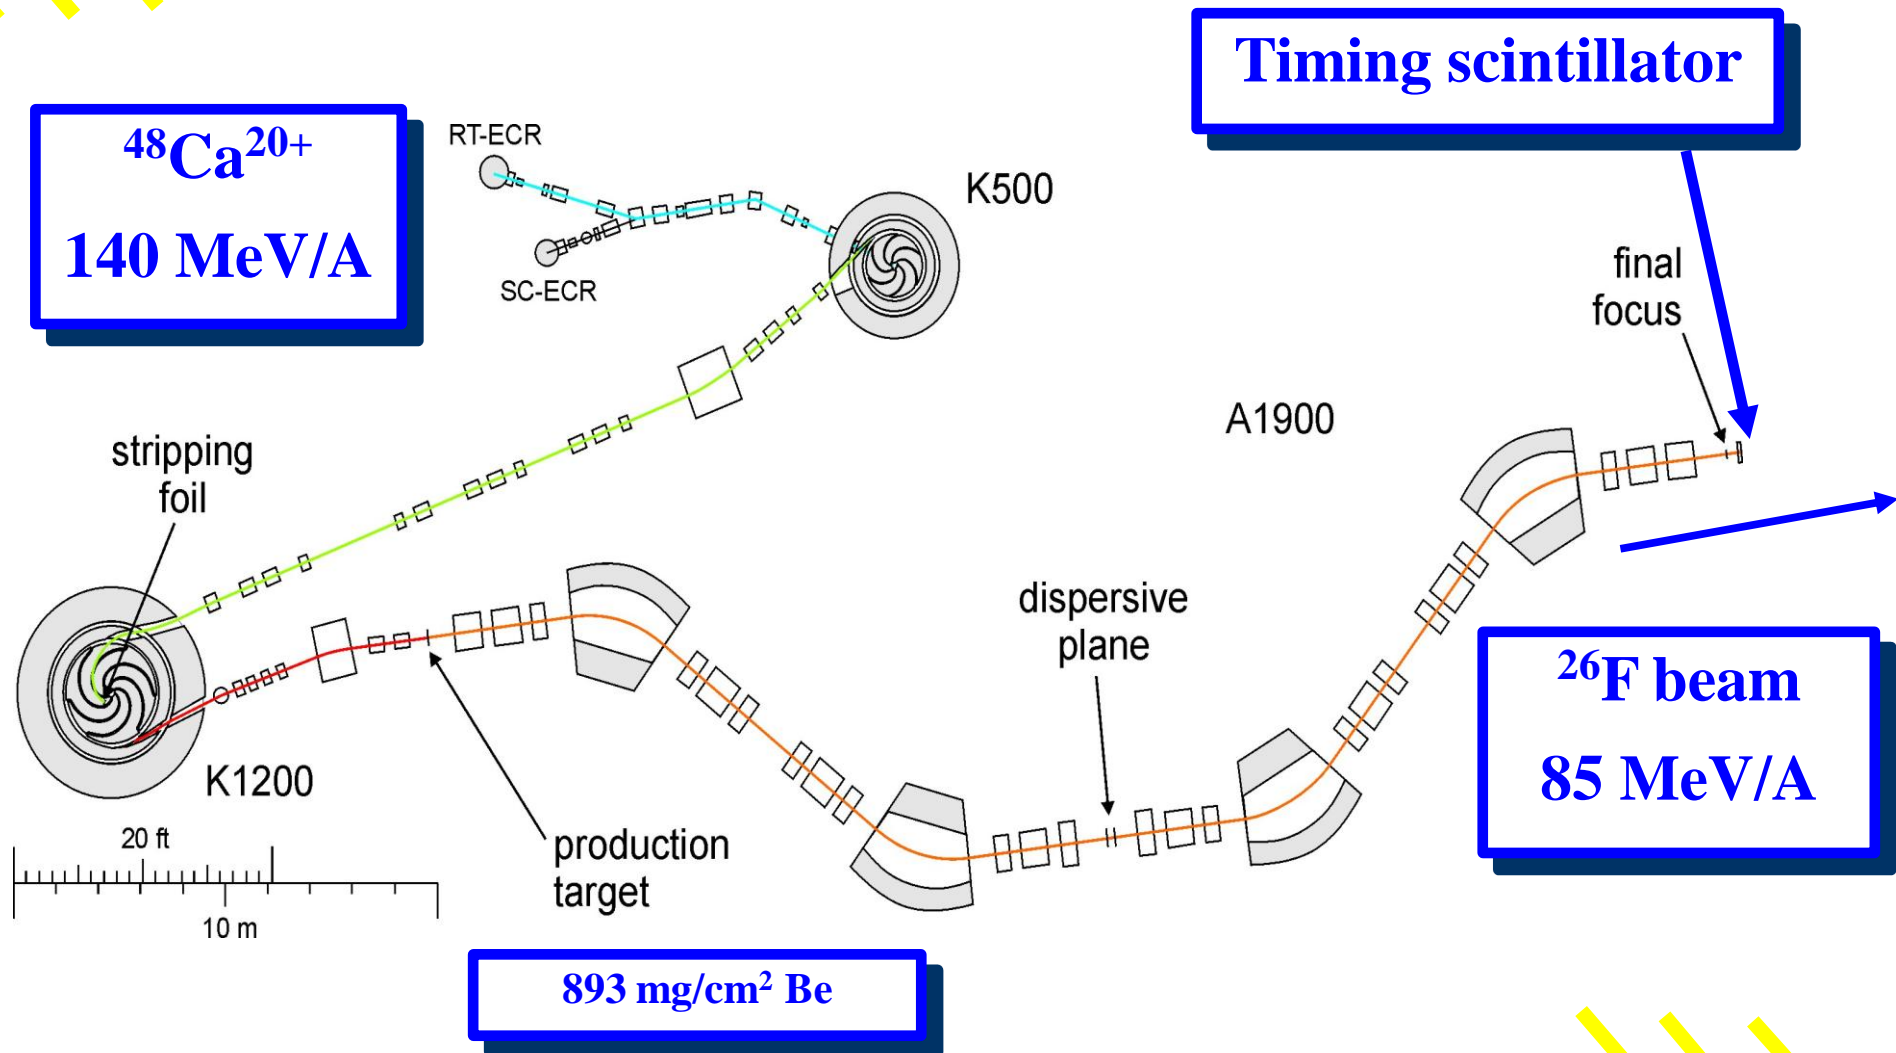 Timing scintillator
⁴⁸Ca²⁰⁺
140 MeV/A
RT-ECR
SC-ECR
K500
final
focus
A1900
stripping
foil
dispersive
plane
²⁶F beam
85 MeV/A
K1200
20 ft
10 m
production
target
893 mg/cm² Be